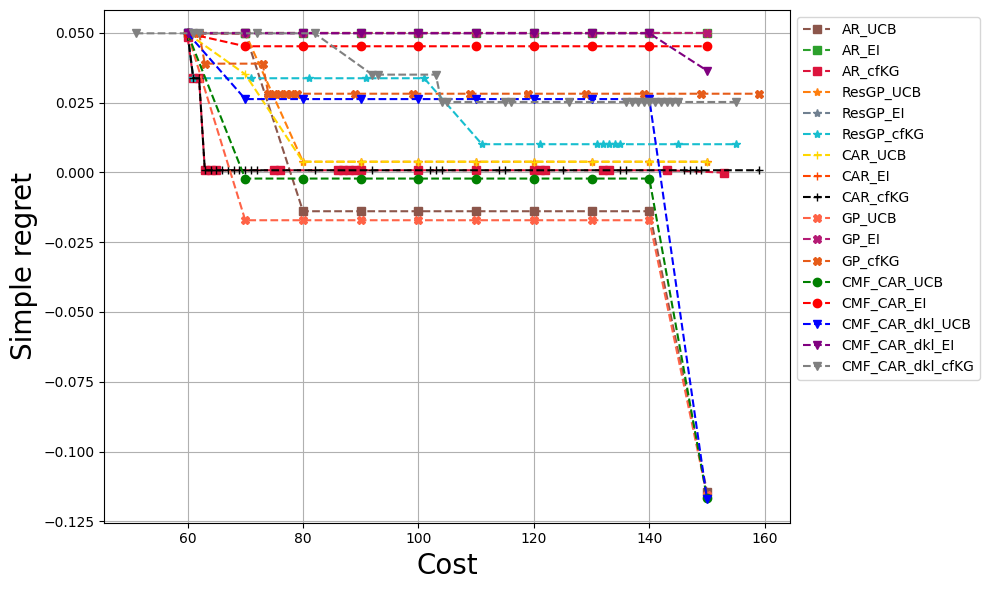 0.050
0.025
0.000
−0.025
−0.050
−0.075
−0.100
−0.125
Simple regret
60
80
100
120
140
160
Cost
AR_UCB
AR_EI
AR_cfKG
ResGP_UCB
ResGP_EI
ResGP_cfKG
CAR_UCB
CAR_EI
CAR_cfKG
GP_UCB
GP_EI
GP_cfKG
CMF_CAR_UCB
CMF_CAR_EI
CMF_CAR_dkl_UCB
CMF_CAR_dkl_EI
CMF_CAR_dkl_cfKG